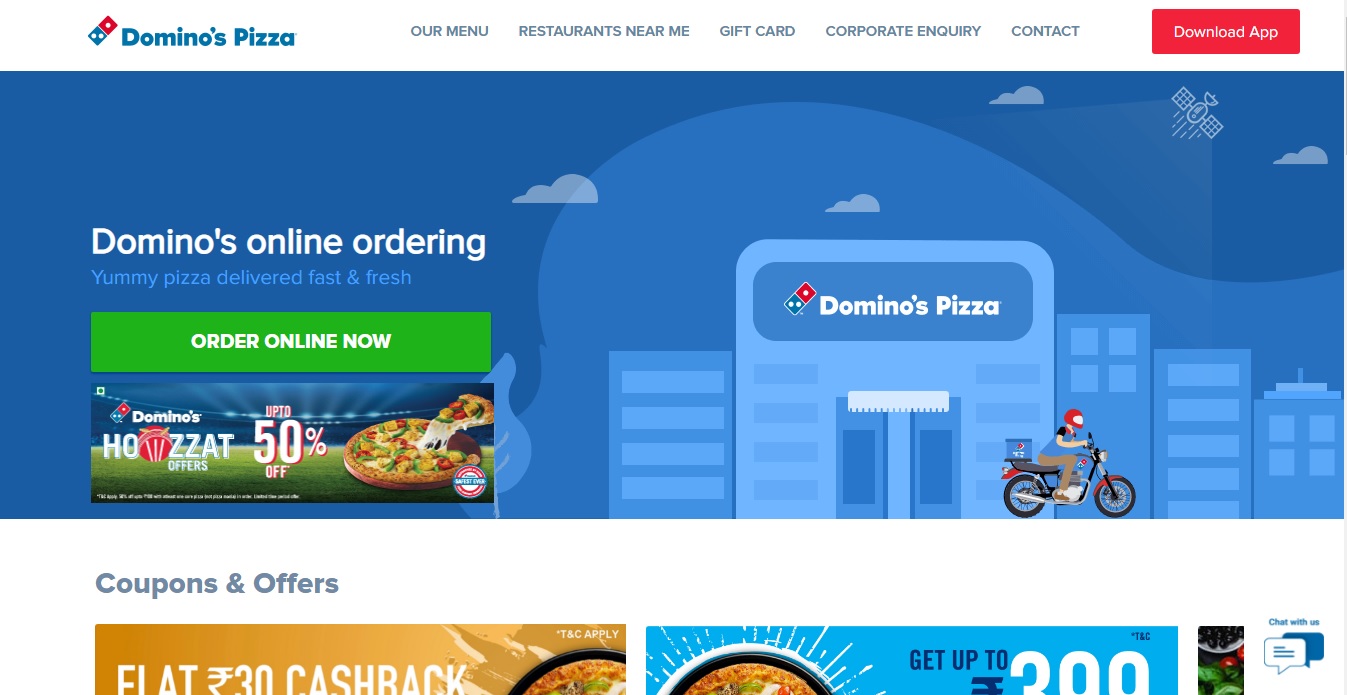 Domino's Pizza
OUR MENU
RESTAURANTS NEAR ME
GIFT CARD
CORPORATE ENQUIRY
CONTACT
Download App
Domino's online ordering
Yummy pizza delivered fast & fresh
ORDER ONLINE NOW
Domino's
HOWZZAT
OFFERS
UPTO
50%
OFF*
SAFEST EVER
Domino's Pizza
Coupons & Offers
*T&C APPLY
FLAT ₹30 CASHBACK
*T&C
GET UP TO
₹399
Chat with us